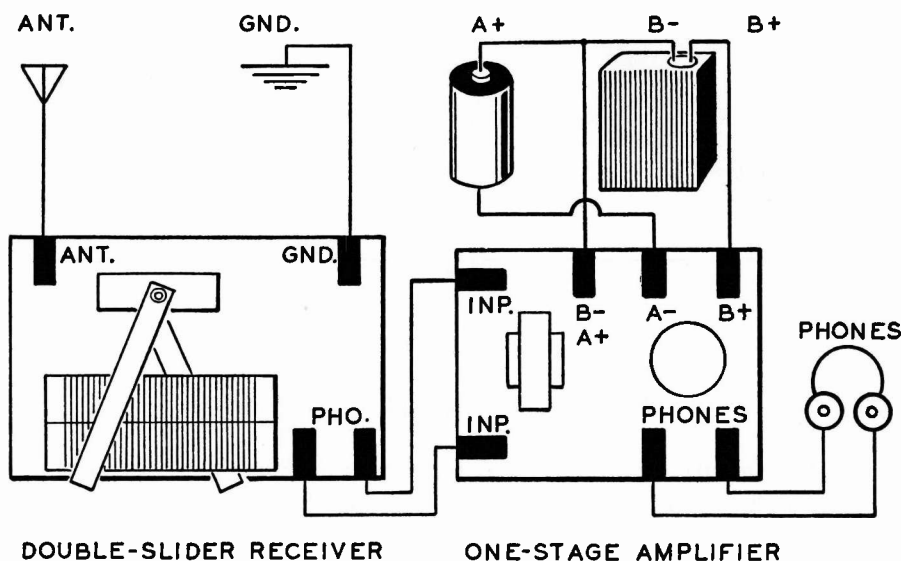 ANT.
GND.
A+
B-
B+
ANT.
GND.
PHO.
INP.
INP.
B-
A+
A-
B+
PHONES
PHONES
DOUBLE-SLIDER RECEIVER
ONE-STAGE AMPLIFIER